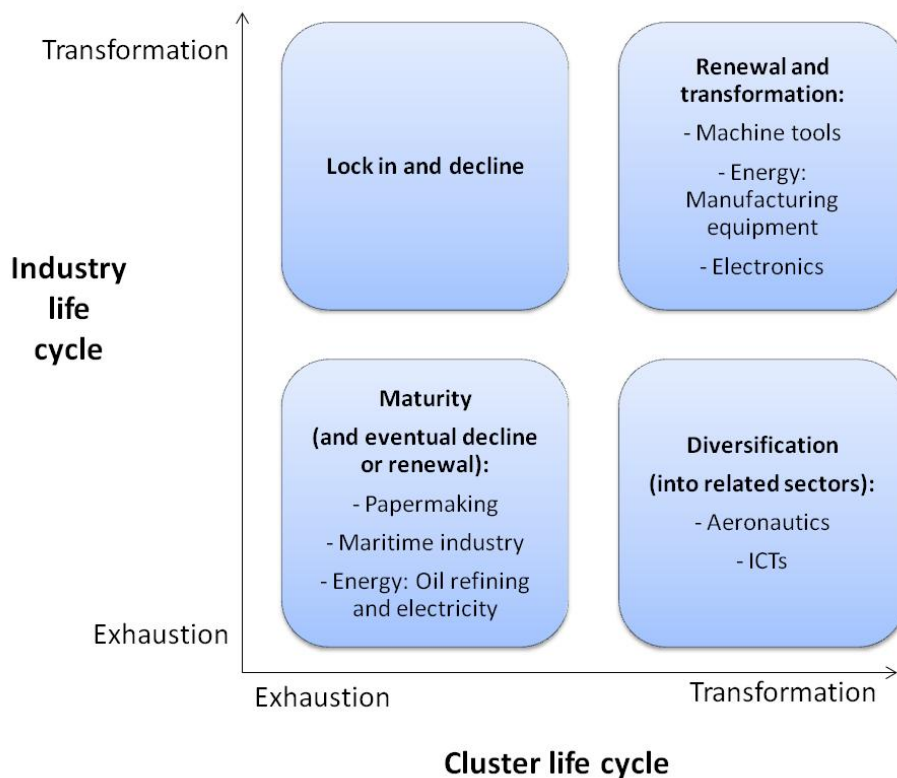 Transformation
Industry
life
cycle
Exhaustion
Lock in and decline
Renewal and
transformation:
- Machine tools
- Energy:
Manufacturing
equipment
- Electronics
Maturity
(and eventual decline
or renewal):
- Papermaking
- Maritime industry
- Energy: Oil refining
and electricity
Diversification
(into related sectors):
- Aeronautics
- ICTs
Exhaustion
Transformation
Cluster life cycle